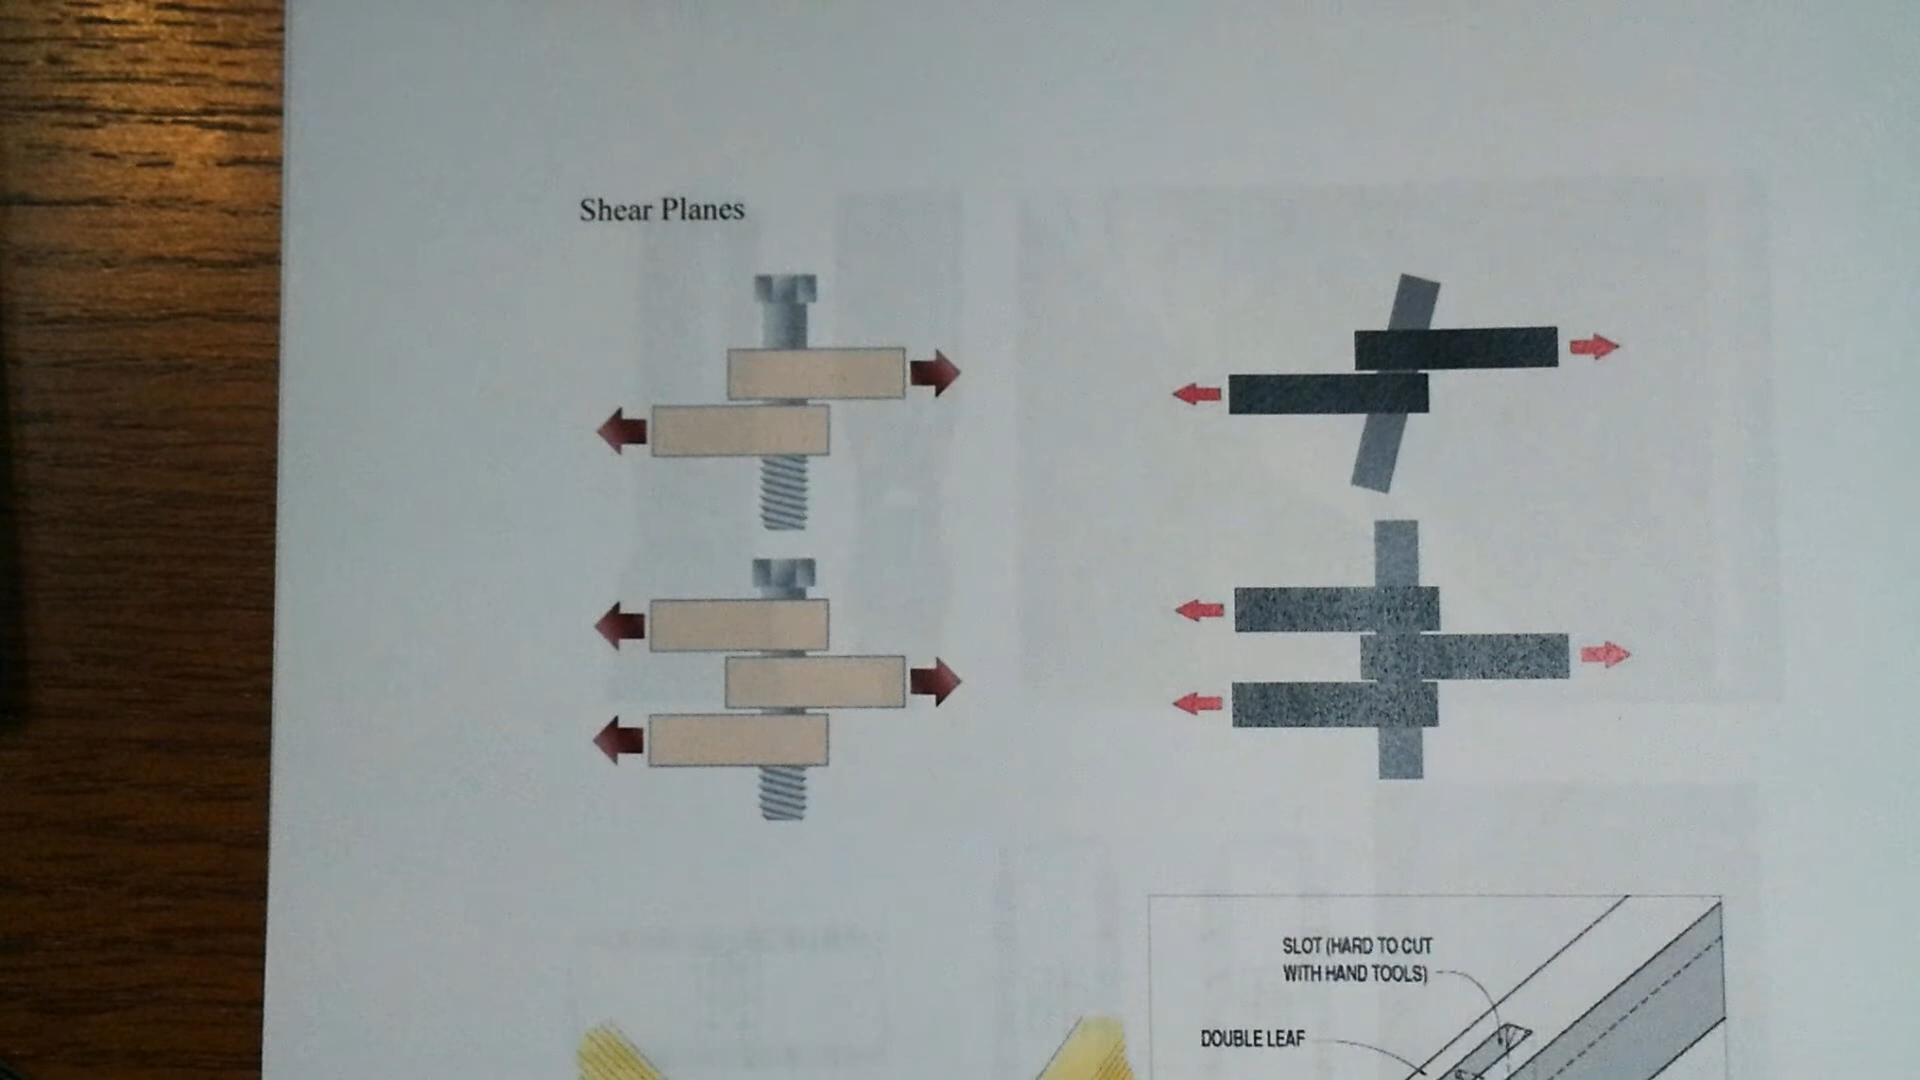 Shear Planes
SLOT (HARD TO CUT
WITH HAND TOOLS)
DOUBLE LEAF